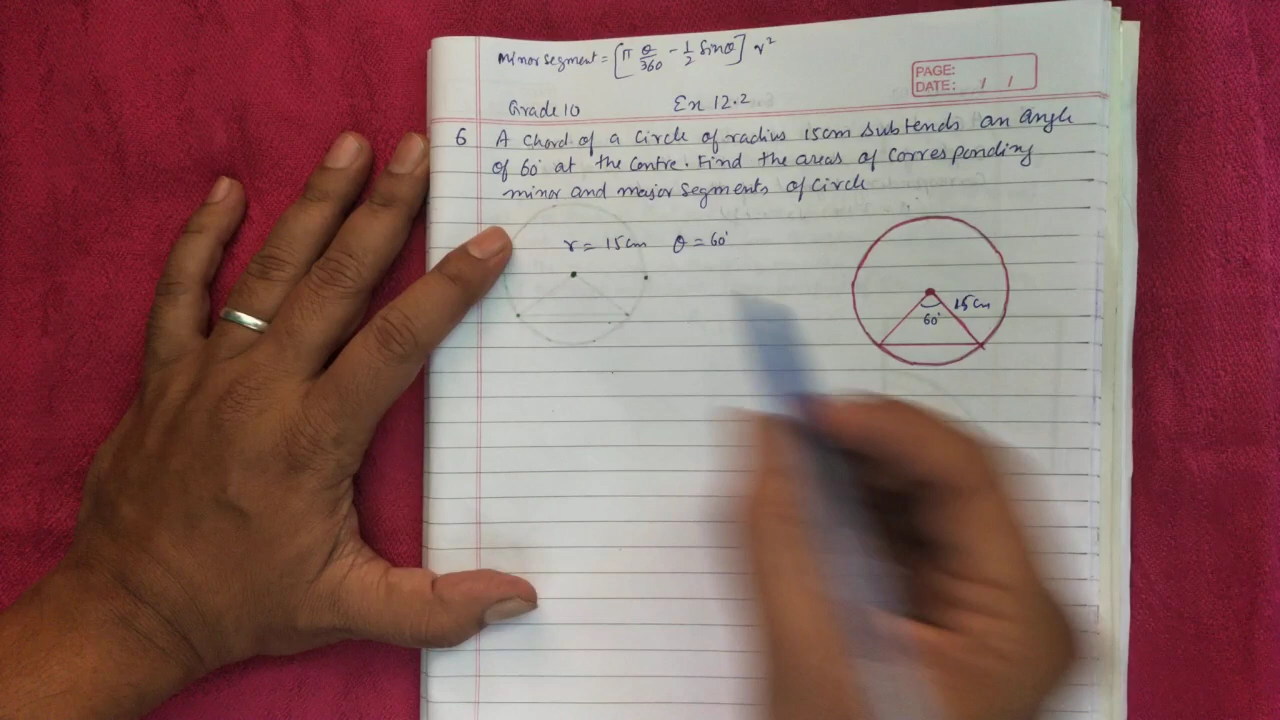 minor segment = [π θ/360 - 1/2 sinθ] r²
PAGE:
DATE: / /
Grade 10 Ex 12.2
6 A chord of a circle of radius 15cm subtends an angle
of 60° at the centre. Find the areas of corresponding
minor and major segments of circle
r = 15cm θ = 60°
15cm
60°